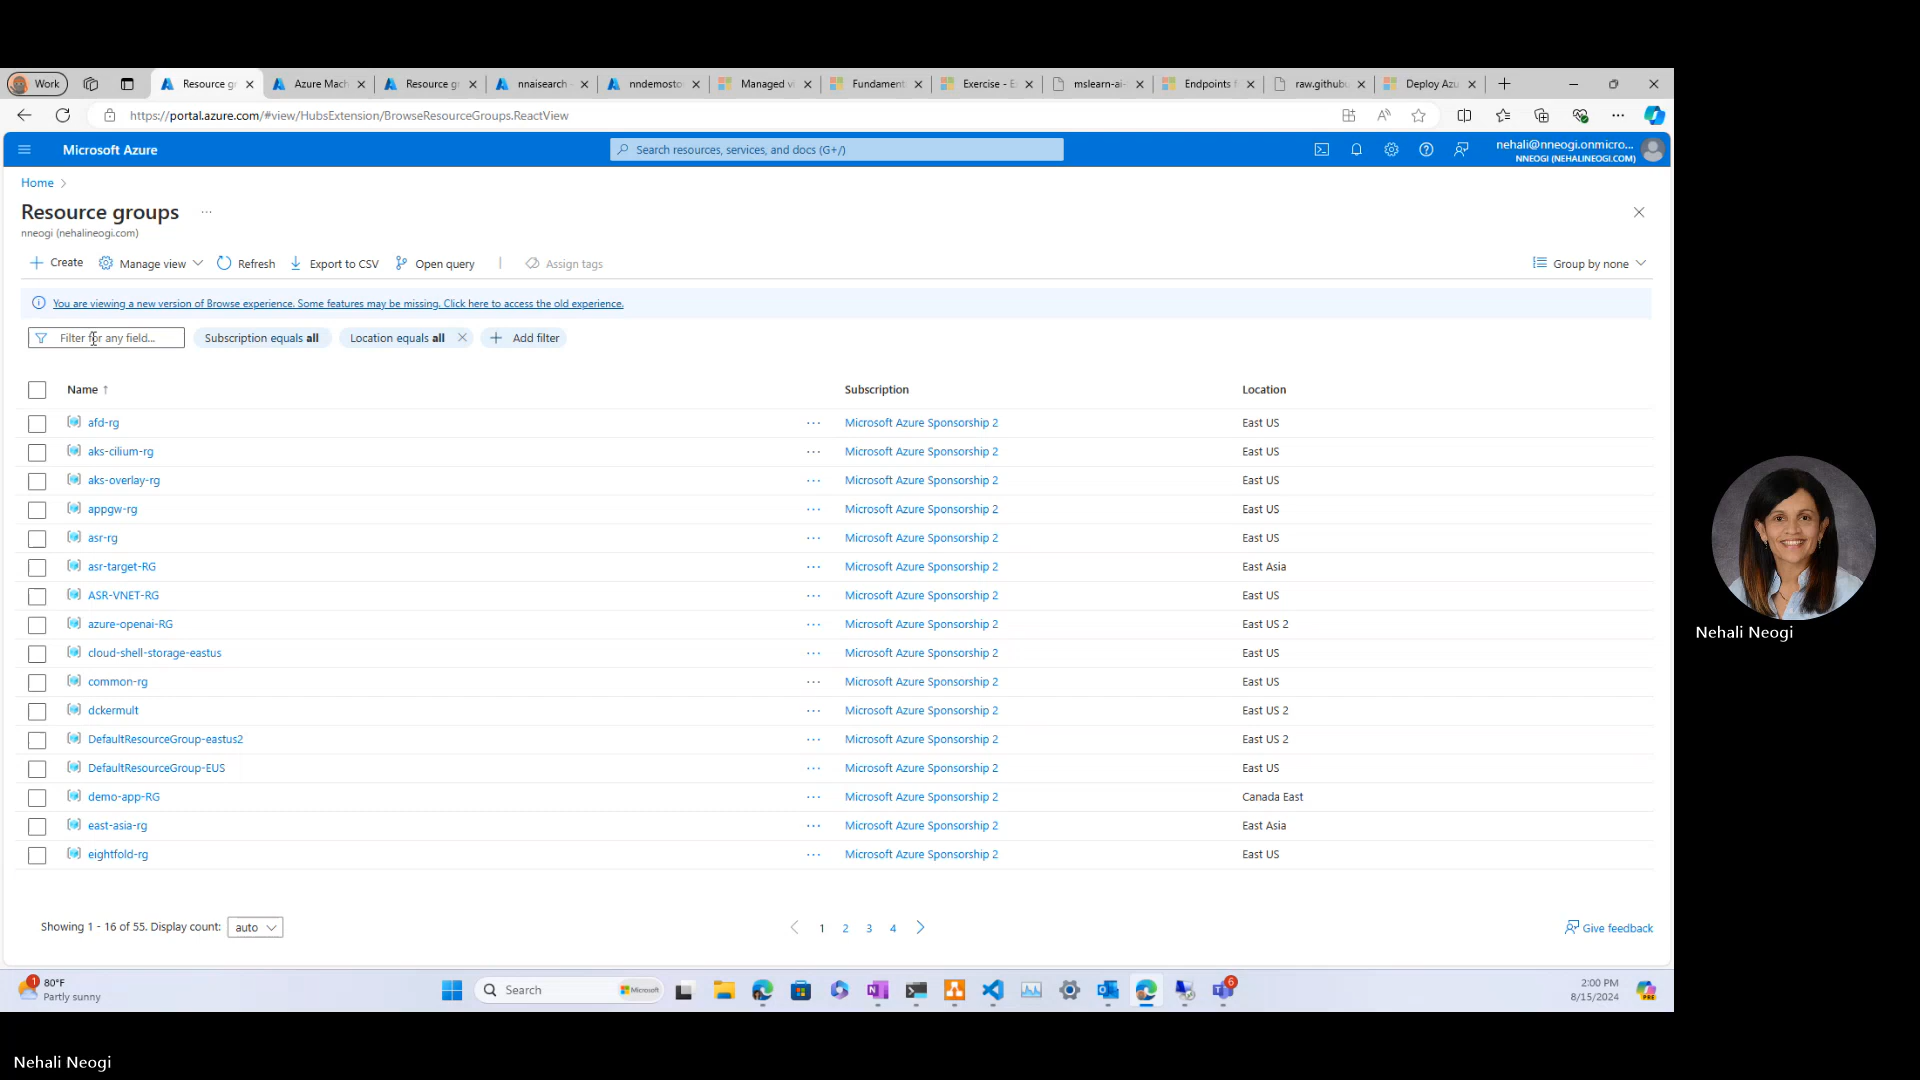 Work
Resource gr
Azure Mach
Resource gr
nnaisearch -
nndemosto
Managed vi
Fundament
Exercise - E
mslearn-ai-
Endpoints f
raw.githubu
Deploy Azu
https://portal.azure.com/#view/HubsExtension/BrowseResourceGroups.ReactView
Microsoft Azure
Search resources, services, and docs (G+/)
nehali@nneogi.onmicro...
NNEOGI (NEHALINEOGI.COM)
Home
Resource groups ...
nneogi (nehalineogi.com)
Create
Manage view
Refresh
Export to CSV
Open query
Assign tags
Group by none
You are viewing a new version of Browse experience. Some features may be missing. Click here to access the old experience.
Filter for any field...
Subscription equals all
Location equals all
Add filter
Name ↑ Subscription Location
afd-rg ... Microsoft Azure Sponsorship 2 East US
aks-cilium-rg ... Microsoft Azure Sponsorship 2 East US
aks-overlay-rg ... Microsoft Azure Sponsorship 2 East US
appgw-rg ... Microsoft Azure Sponsorship 2 East US
asr-rg ... Microsoft Azure Sponsorship 2 East US
asr-target-RG ... Microsoft Azure Sponsorship 2 East Asia
ASR-VNET-RG ... Microsoft Azure Sponsorship 2 East US
azure-openai-RG ... Microsoft Azure Sponsorship 2 East US 2
cloud-shell-storage-eastus ... Microsoft Azure Sponsorship 2 East US
common-rg ... Microsoft Azure Sponsorship 2 East US
dckermult ... Microsoft Azure Sponsorship 2 East US 2
DefaultResourceGroup-eastus2 ... Microsoft Azure Sponsorship 2 East US 2
DefaultResourceGroup-EUS ... Microsoft Azure Sponsorship 2 East US
demo-app-RG ... Microsoft Azure Sponsorship 2 Canada East
east-asia-rg ... Microsoft Azure Sponsorship 2 East Asia
eightfold-rg ... Microsoft Azure Sponsorship 2 East US
Showing 1 - 16 of 55. Display count: auto
1 2 3 4
Give feedback
1
80°F
Partly sunny
Search
Microsoft
6
2:00 PM
8/15/2024
PRE
Nehali Neogi
Nehali Neogi